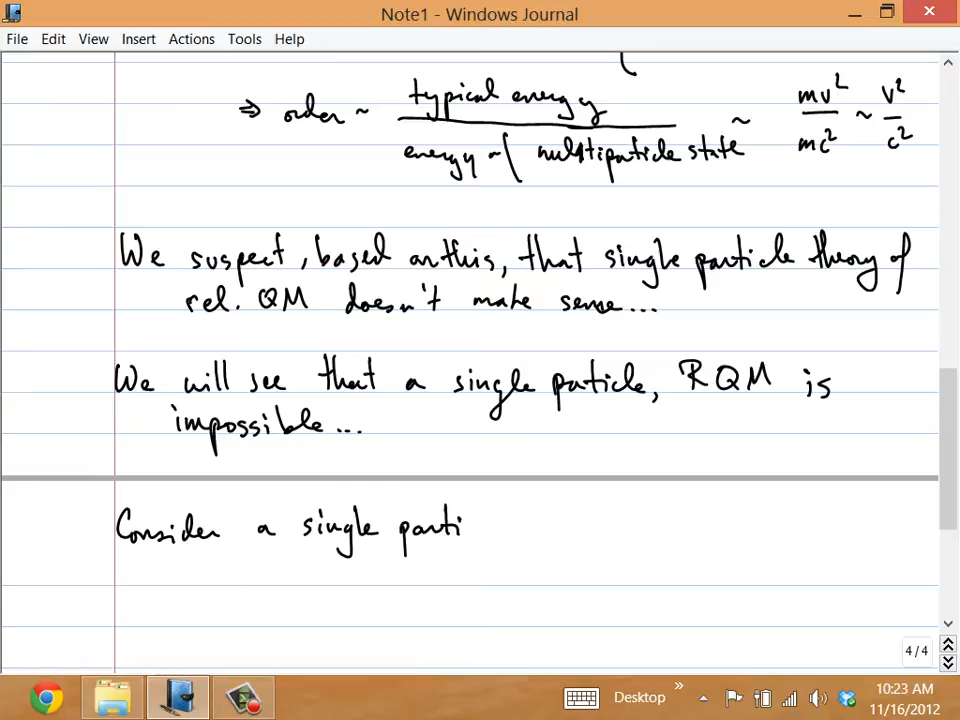 Note1 - Windows Journal
File Edit View Insert Actions Tools Help
⇒ order ~ typical energy / energy of multiparticle state ~ mv² / mc² ~ v² / c²
We suspect, based on this, that single particle theory of
rel. QM doesn't make sense...
We will see that a single paticle, RQM is
impossible...
Consider a single parti
4/4
Desktop
10:23 AM
11/16/2012